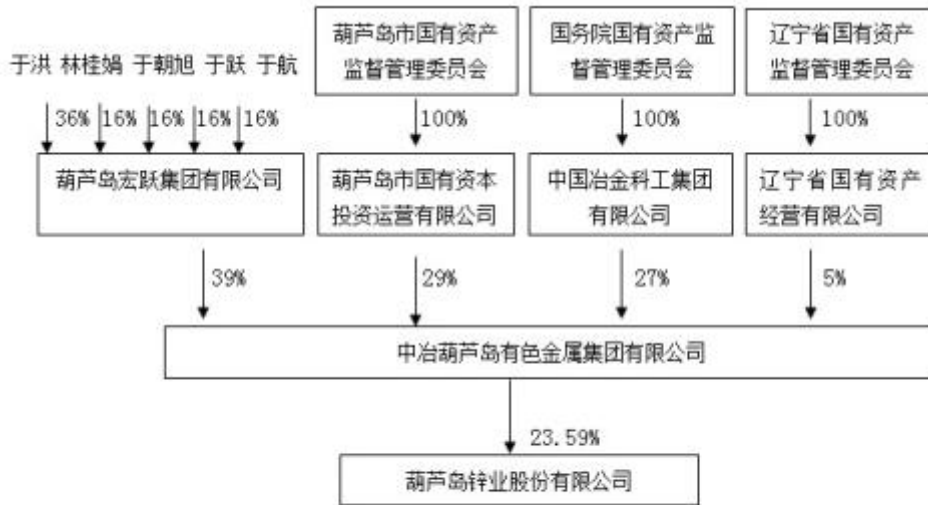 葫芦岛市国有资产
监督管理委员会
国务院国有资产监
督管理委员会
辽宁省国有资产
监督管理委员会
于洪 林桂娟 于朝旭 于跃 于航
36% 16% 16% 16% 16%
100%
100%
100%
葫芦岛宏跃集团有限公司
葫芦岛市国有资本
投资运营有限公司
中国冶金科工集团
有限公司
辽宁省国有资产
经营有限公司
39%
29%
27%
5%
中冶葫芦岛有色金属集团有限公司
23.59%
葫芦岛锌业股份有限公司